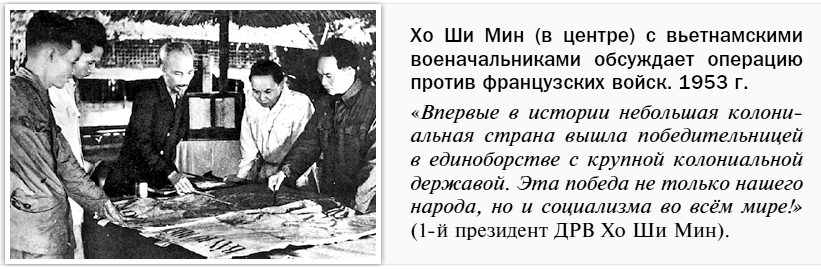 Хо Ши Мин (в центре) с вьетнамскими
военачальниками обсуждает операцию
против французских войск. 1953 г.
«Впервые в истории небольшая колони-
альная страна вышла победительницей
в единоборстве с крупной колониальной
державой. Эта победа не только нашего
народа, но и социализма во всём мире!»
(1-й президент ДРВ Хо Ши Мин).